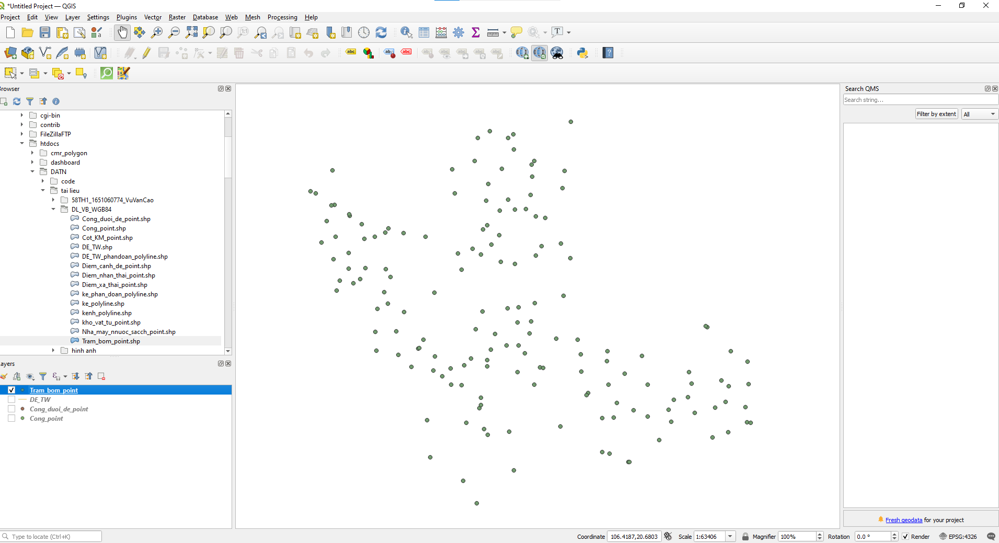 *Untitled Project — QGIS
Project Edit View Layer Settings Plugins Vector Raster Database Web Mesh Processing Help
Browser
cgi-bin
contrib
FileZillaFTP
htdocs
cmr_polygon
dashboard
DATN
code
tai lieu
58TH1_1651060774_VuVanCao
DL_VB_WGB84
Cong_duoi_de_point.shp
Cong_point.shp
Cot_KM_point.shp
DE_TW.shp
DE_TW_phandoan_polyline.shp
Diem_canh_de_point.shp
Diem_nhan_thai_point.shp
Diem_xa_thai_point.shp
ke_phan_doan_polyline.shp
ke_polyline.shp
kenh_polyline.shp
kho_vat_tu_point.shp
Nha_may_nnuoc_sacch_point.shp
Tram_bom_point.shp
hinh anh
ayers
Tram_bom_point
DE_TW
Cong_duoi_de_point
Cong_point
Type to locate (Ctrl+K)
Search QMS
Search string...
Filter by extent All
Fresh geodata for your project
Coordinate 106.4187,20.6803 Scale 1:63406 Magnifier 100% Rotation 0.0 ° Render EPSG:4326